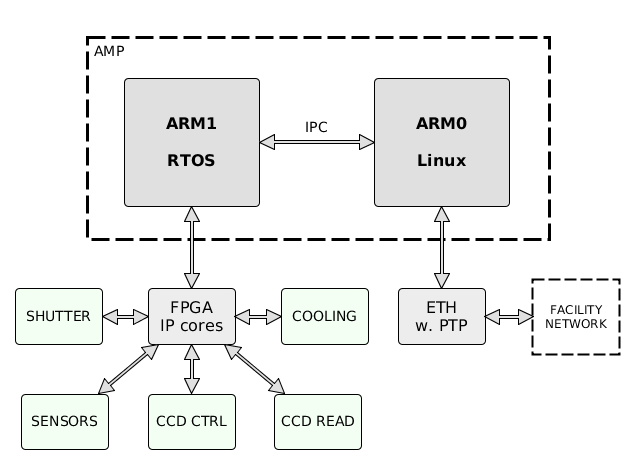 AMP
ARM1
RTOS
IPC
ARM0
Linux
SHUTTER
FPGA
IP cores
COOLING
ETH
w. PTP
FACILITY
NETWORK
SENSORS
CCD CTRL
CCD READ